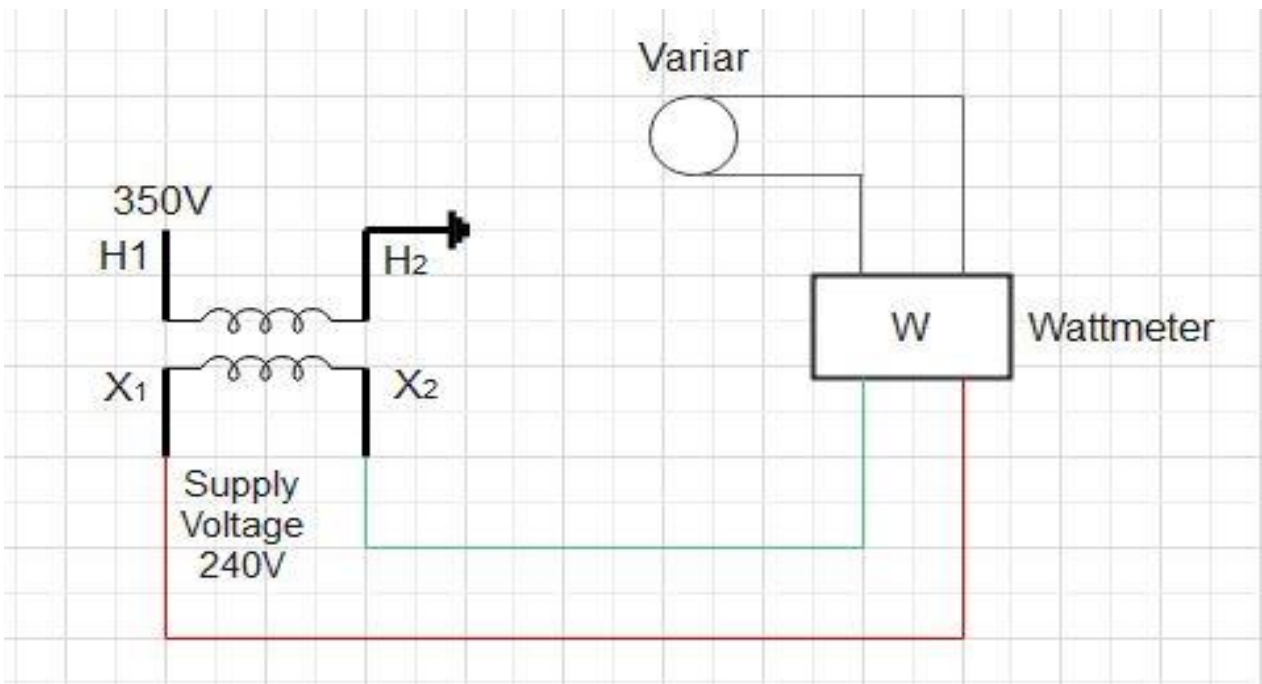 Variar
350V
H1
H2
W
Wattmeter
X1
X2
Supply
Voltage
240V